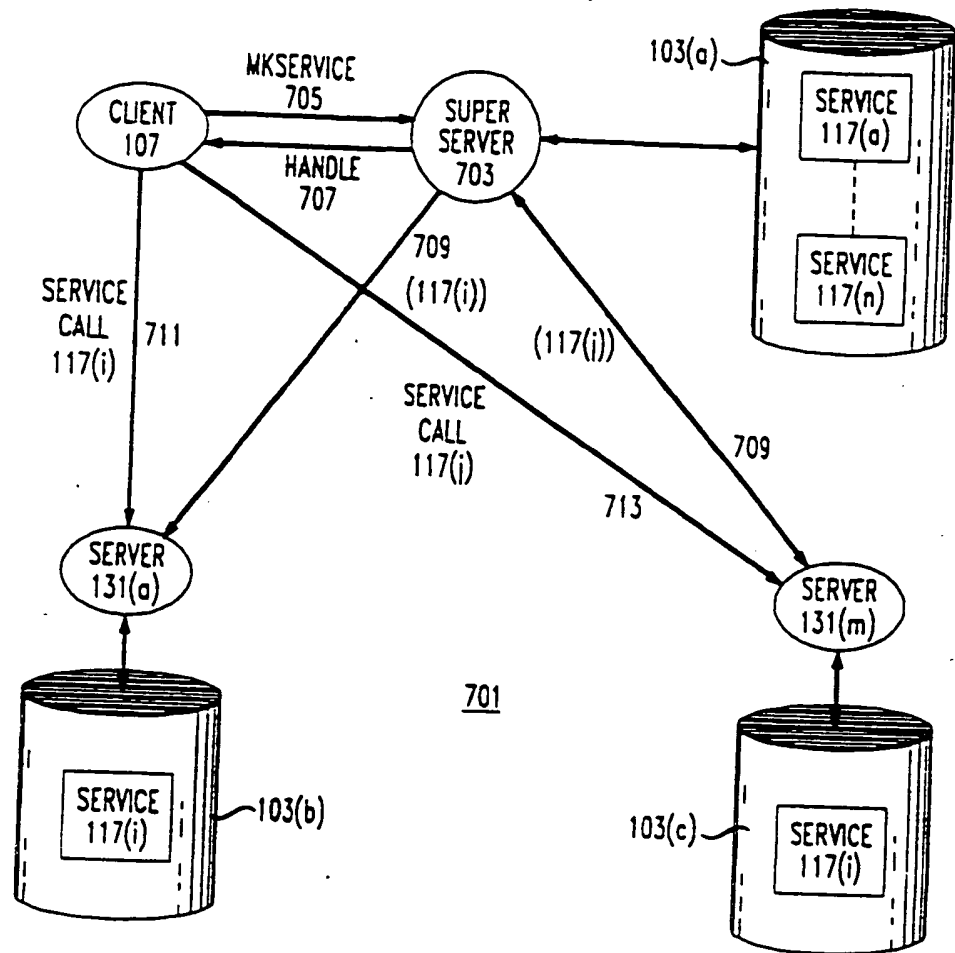 MKSERVICE
705
CLIENT
107
SUPER
SERVER
703
HANDLE
707
103(a)
SERVICE
117(a)
SERVICE
117(n)
709
(117(i))
(117(j))
709
SERVICE
CALL
117(i)
711
SERVICE
CALL
117(j)
713
SERVER
131(a)
SERVER
131(m)
701
SERVICE
117(i)
103(b)
103(c)
SERVICE
117(i)